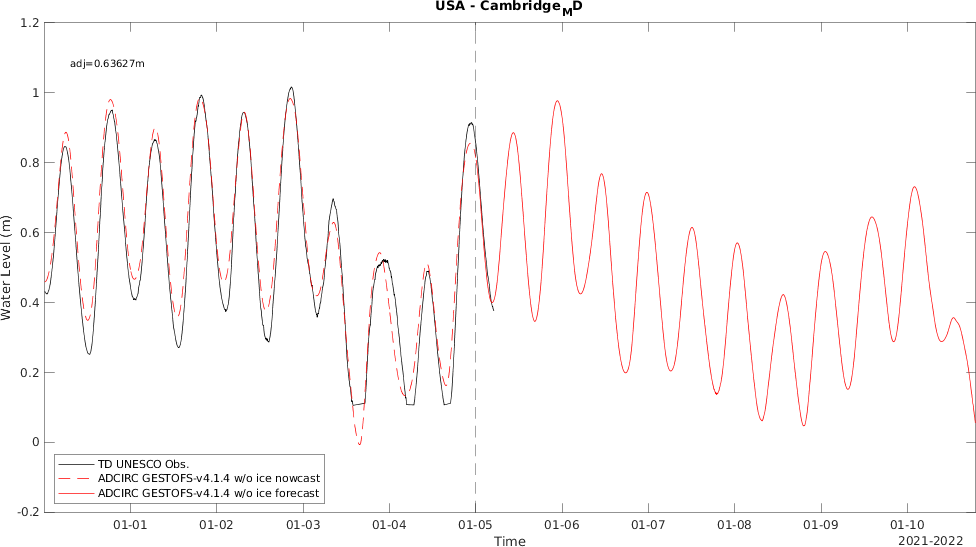 USA - Cambridge_MD
adj=0.63627m
1.2
1
0.8
0.6
0.4
0.2
0
-0.2
Water Level (m)
TD UNESCO Obs.
ADCIRC GESTOFS-v4.1.4 w/o ice nowcast
ADCIRC GESTOFS-v4.1.4 w/o ice forecast
01-01 01-02 01-03 01-04 01-05 01-06 01-07 01-08 01-09 01-10
Time
2021-2022